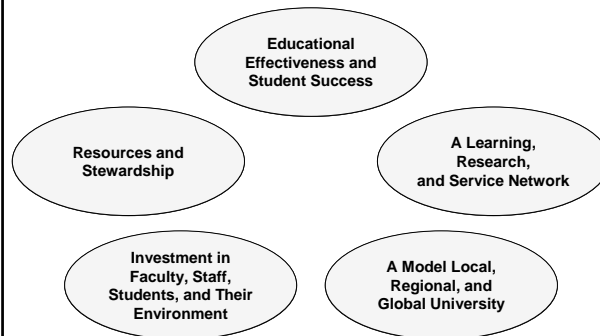 Educational
Effectiveness and
Student Success
Resources and
Stewardship
A Learning,
Research,
and Service Network
Investment in
Faculty, Staff,
Students, and Their
Environment
A Model Local,
Regional, and
Global University